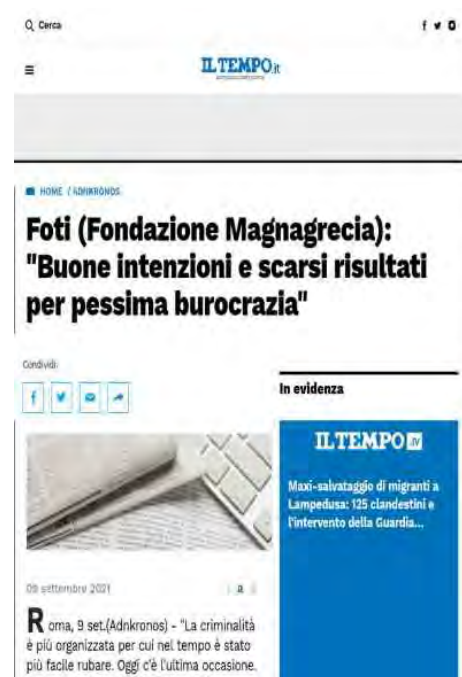 Cerca
IL TEMPO.it
HOME / ADNKRONOS
Foti (Fondazione Magnagrecia):
"Buone intenzioni e scarsi risultati
per pessima burocrazia"
Condividi:
In evidenza
IL TEMPO TV
Maxi-salvataggio di migranti a
Lampedusa: 125 clandestini e
l'intervento della Guardia...
09 settembre 2021
a
Roma, 9 set.(Adnkronos) - "La criminalità
è più organizzata per cui nel tempo è stato
più facile rubare. Oggi c'è l'ultima occasione.